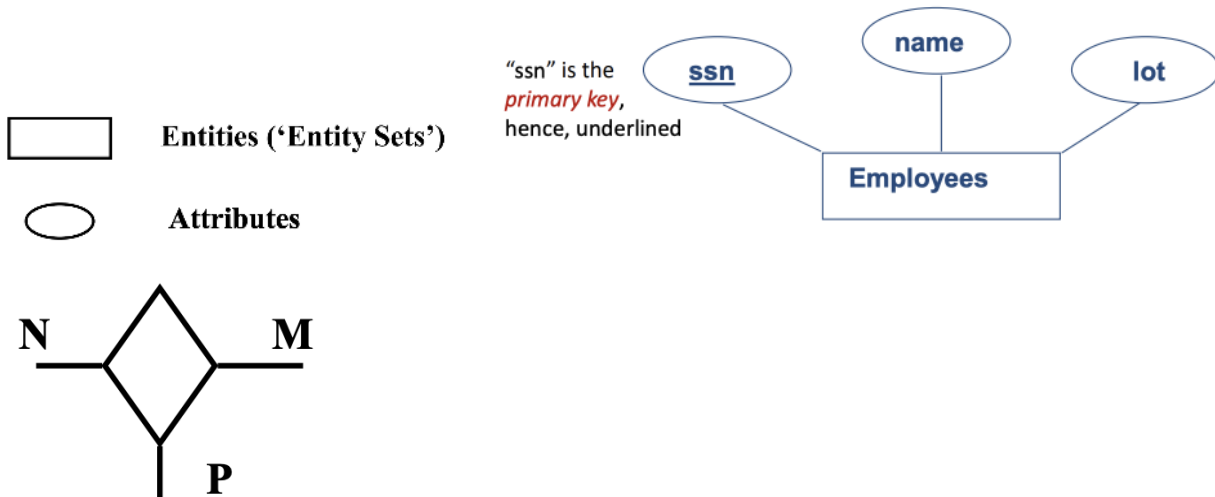 Entities (‘Entity Sets’)
Attributes
N
M
P
“ssn” is the
primary key,
hence, underlined
ssn
name
lot
Employees